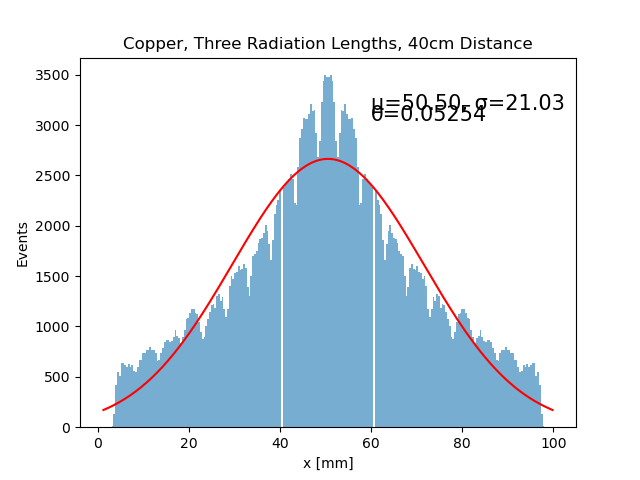 Copper, Three Radiation Lengths, 40cm Distance
3500
3000
2500
2000
1500
1000
500
0
Events
μ=50.50, σ=21.03
θ=0.05254
0 20 40 60 80 100
x [mm]